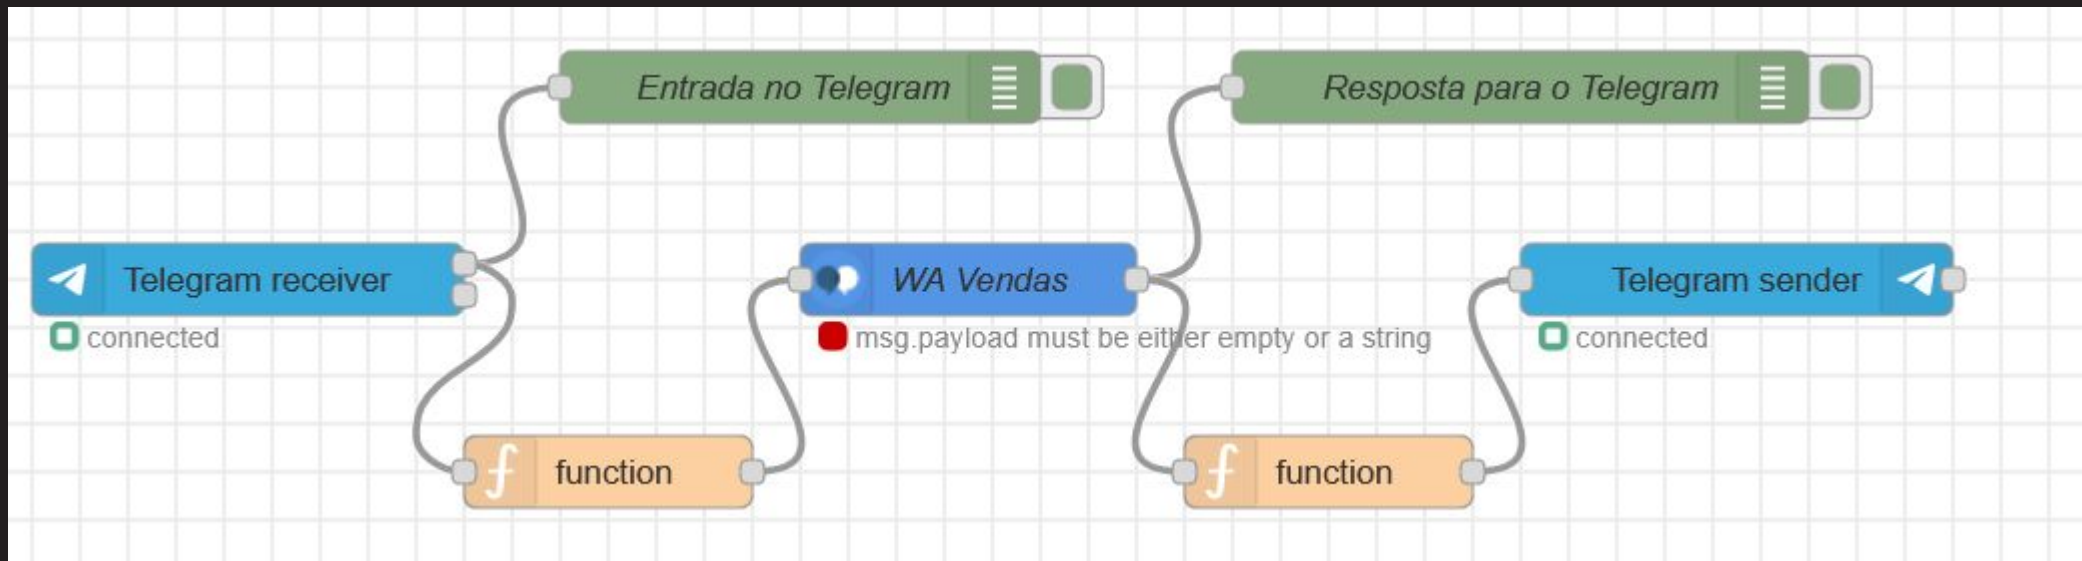 Entrada no Telegram
Resposta para o Telegram
Telegram receiver
WA Vendas
Telegram sender
connected
msg.payload must be either empty or a string
connected
function
function